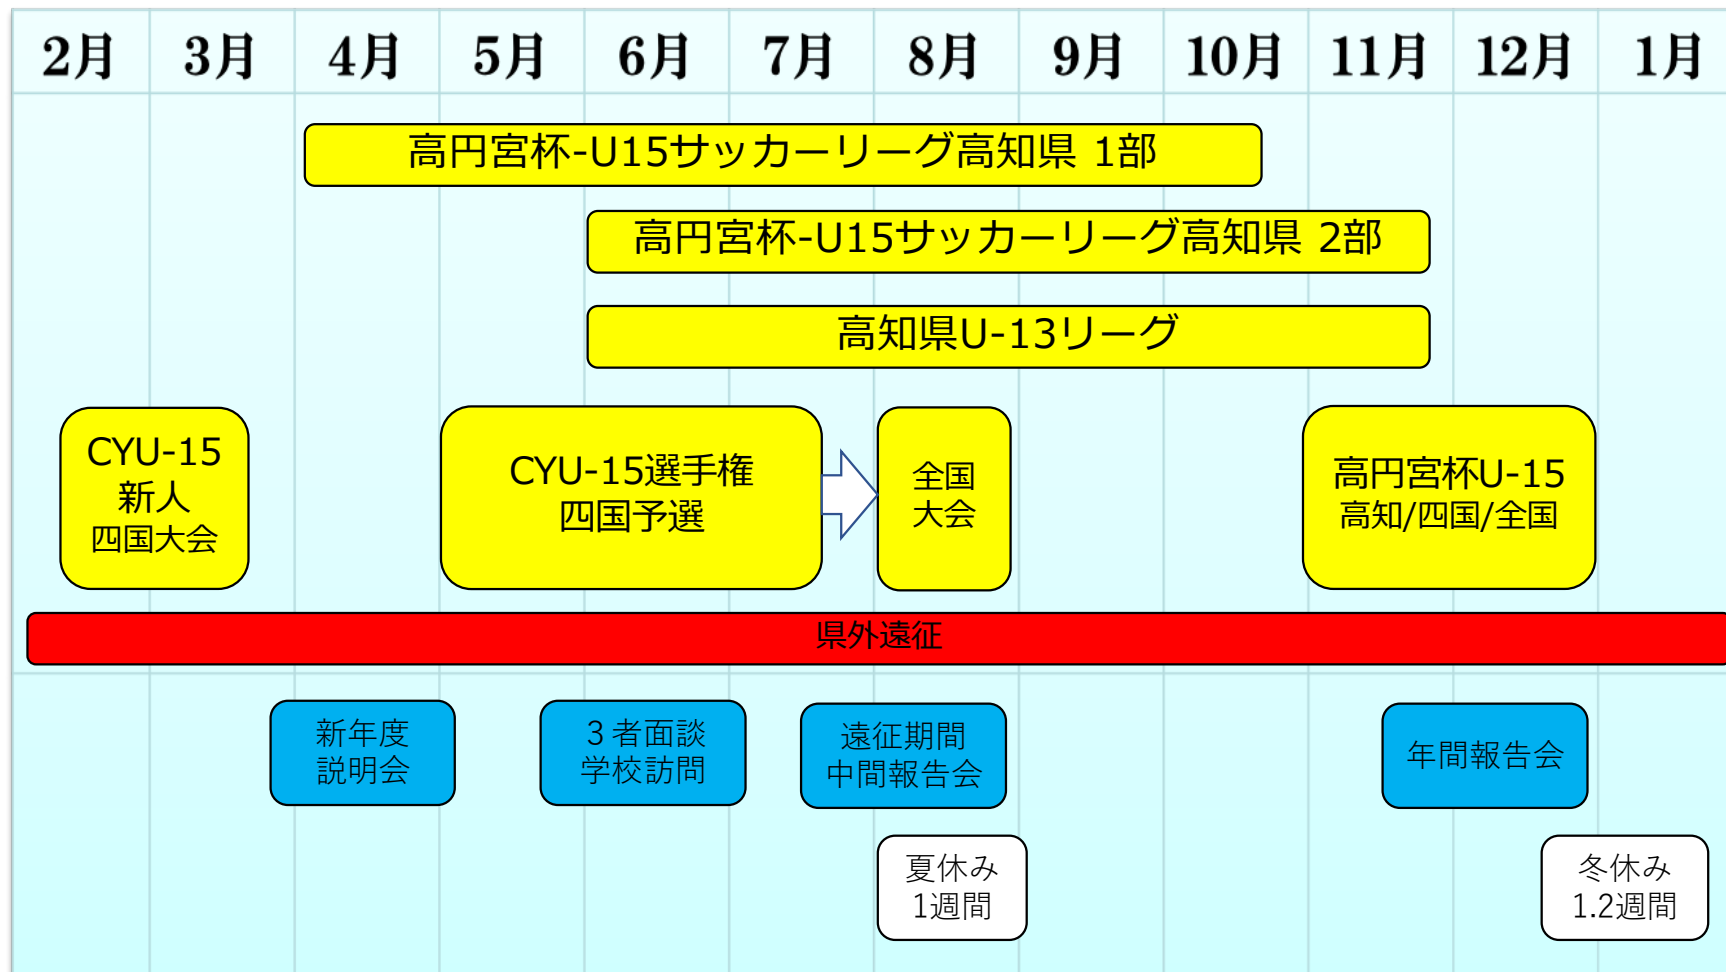 2月 3月 4月 5月 6月 7月 8月 9月 10月 11月 12月 1月
高円宮杯-U15サッカーリーグ高知県 1部
高円宮杯-U15サッカーリーグ高知県 2部
高知県U-13リーグ
CYU-15
新人
四国大会
CYU-15選手権
四国予選
全国
大会
高円宮杯U-15
高知/四国/全国
県外遠征
新年度
説明会
３者面談
学校訪問
遠征期間
中間報告会
年間報告会
夏休み
1週間
冬休み
1.2週間